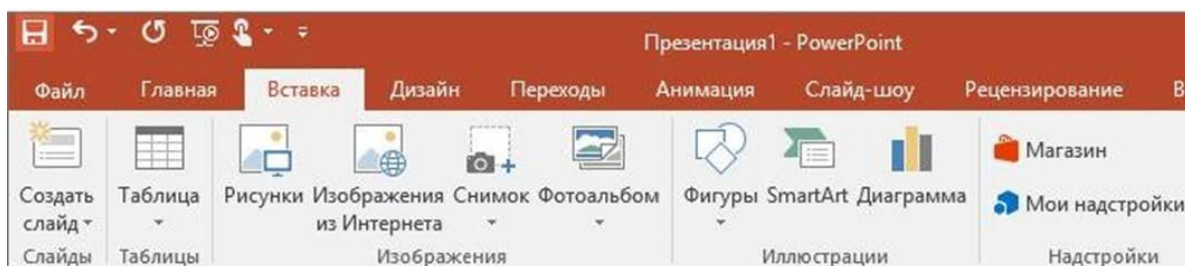 Презентация1 - PowerPoint
Файл Главная Вставка Дизайн Переходы Анимация Слайд-шоу Рецензирование В
Магазин
Создать Таблица Рисунки Изображения Снимок Фотоальбом Фигуры SmartArt Диаграмма
слайд из Интернета Мои надстройки
Слайды Таблицы Изображения Иллюстрации Надстройки